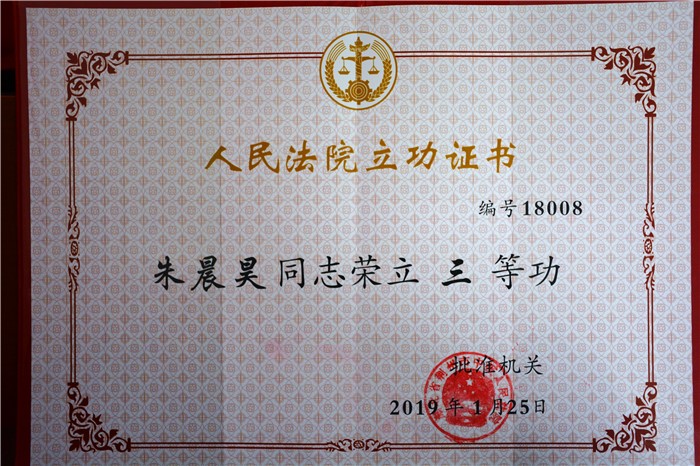 人民法院立功证书
编号18008
朱晨昊同志荣立 三 等功
批准机关
2019年1月25日